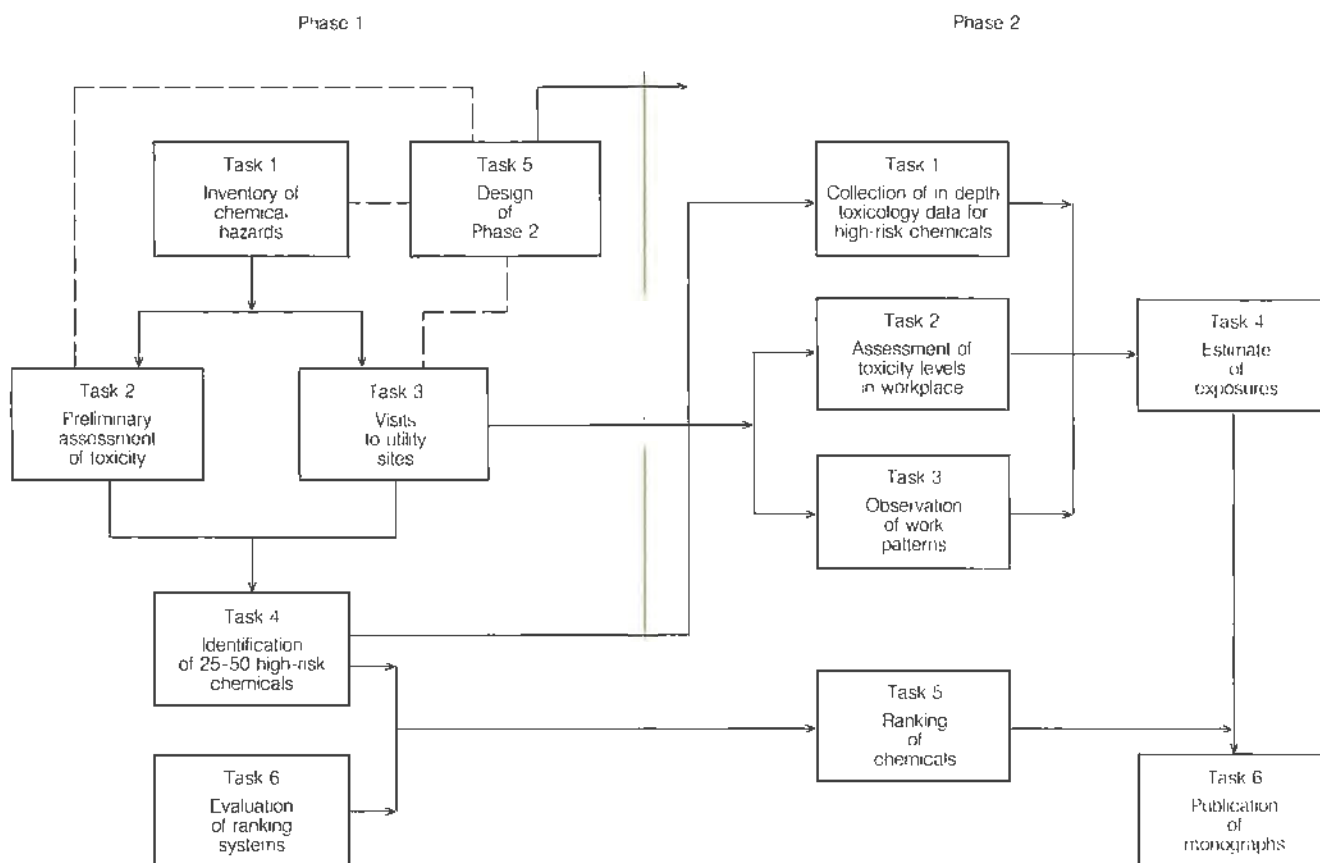 Phase 1
Phase 2
Task 1
Inventory of
chemical
hazards
Task 5
Design
of
Phase 2
Task 2
Preliminary
assessment
of toxicity
Task 3
Visits
to utility
sites
Task 4
Identification
of 25-50 high-risk
chemicals
Task 6
Evaluation
of ranking
systems
Task 1
Collection of in depth
toxicology data for
high-risk chemicals
Task 2
Assessment of
toxicity levels
in workplace
Task 3
Observation
of work
patterns
Task 4
Estimate
of
exposures
Task 5
Ranking
of
chemicals
Task 6
Publication
of
monographs